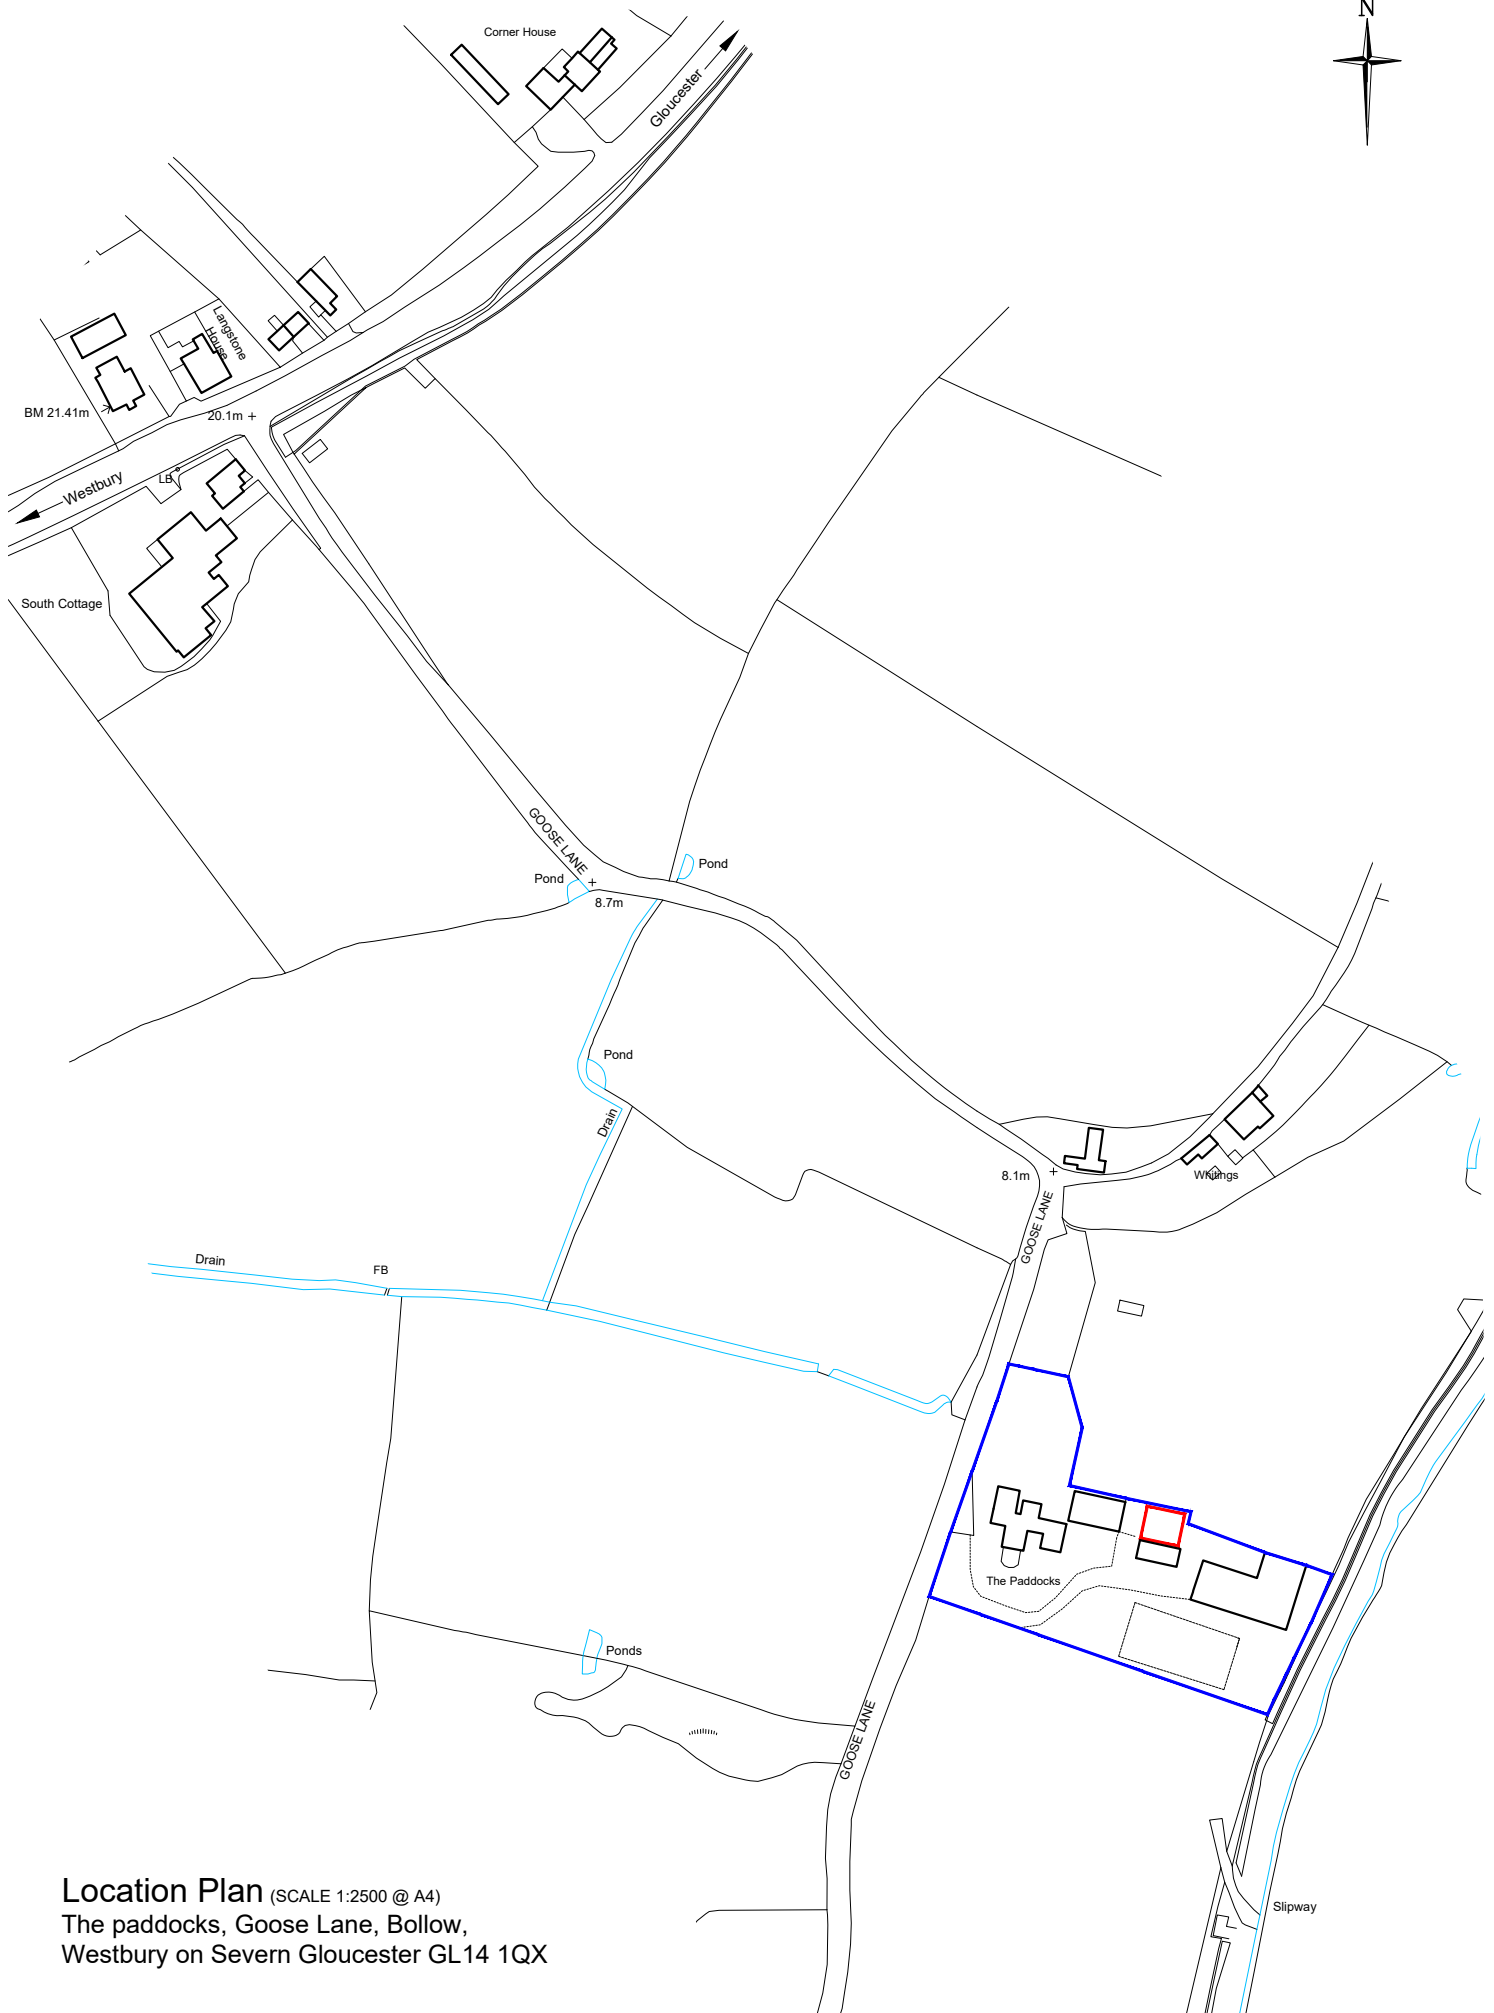 N
Corner House
Gloucester
Langstone
House
BM 21.41m
20.1m
LB
Westbury
South Cottage
GOOSE LANE
Pond
Pond
8.7m
Pond
Drain
8.1m
Whitings
GOOSE LANE
Drain
FB
The Paddocks
Ponds
GOOSE LANE
Slipway
Location Plan (SCALE 1:2500 @ A4)
The paddocks, Goose Lane, Bollow,
Westbury on Severn Gloucester GL14 1QX